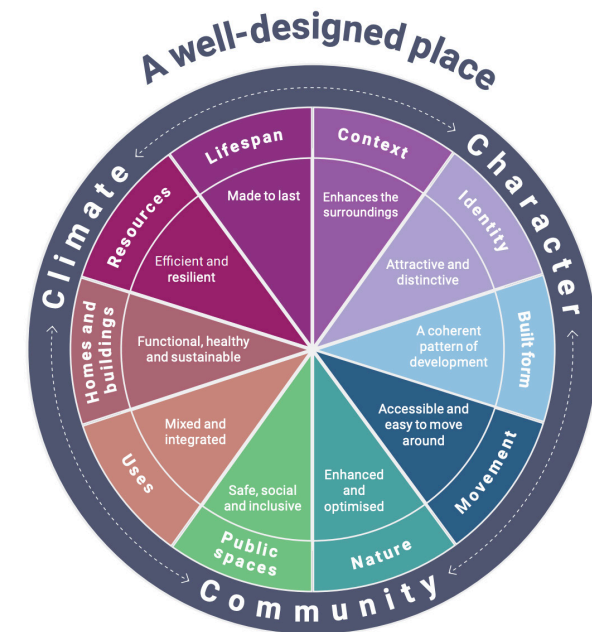 A well-designed place
Climate
Character
Community
Context
Enhances the
surroundings
Identity
Attractive and
distinctive
Built form
A coherent
pattern of
development
Movement
Accessible and
easy to move
around
Nature
Enhanced
and
optimised
Public
spaces
Safe, social
and inclusive
Uses
Mixed and
integrated
Homes and
buildings
Functional, healthy
and sustainable
Resources
Efficient and
resilient
Lifespan
Made to last